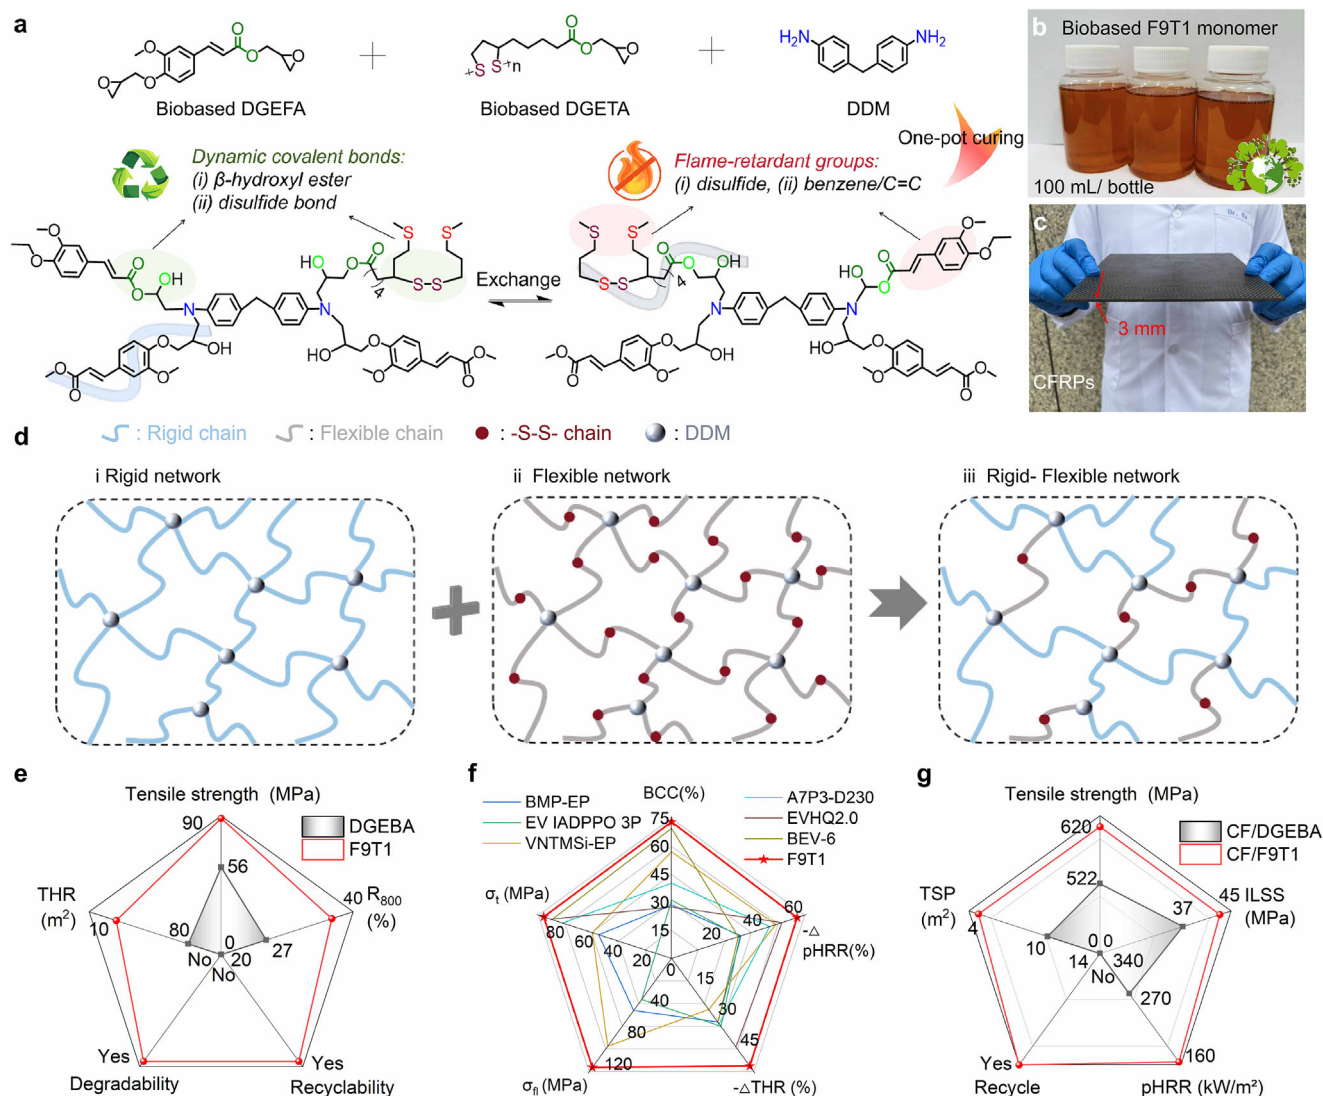 a
O
O
O
O
O
O
Biobased DGEFA
S
S
n
O
O
O
Biobased DGETA
H₂N
NH₂
DDM
One-pot curing
b
Biobased F9T1 monomer
100 mL/ bottle
c
3 mm
CFRPs
Dynamic covalent bonds:
(i) β-hydroxyl ester
(ii) disulfide bond
Flame-retardant groups:
(i) disulfide, (ii) benzene/C=C
Exchange
d
: Rigid chain
: Flexible chain
: -S-S- chain
: DDM
i Rigid network
ii Flexible network
iii Rigid- Flexible network
e
Tensile strength (MPa)
90
DGEBA
F9T1
56
THR
(m²)
40 R₈₀₀
(%)
10
80
0
27
No
20
No
Yes
Yes
Degradability
Recyclability
f
BCC(%)
BMP-EP
EV IADPPO 3P
VNTMSi-EP
A7P3-D230
EVHQ2.0
BEV-6
F9T1
75
60
45
30
15
0
σt (MPa)
80
60
40
20
60
40
20
-△
pHRR(%)
15
30
45
40
80
120
σfl (MPa)
-△THR (%)
g
Tensile strength (MPa)
620
CF/DGEBA
CF/F9T1
522
TSP
(m²)
45 ILSS
(MPa)
37
4
10
0 0
14
340
No
270
Yes
160
Recycle
pHRR (kW/m²)